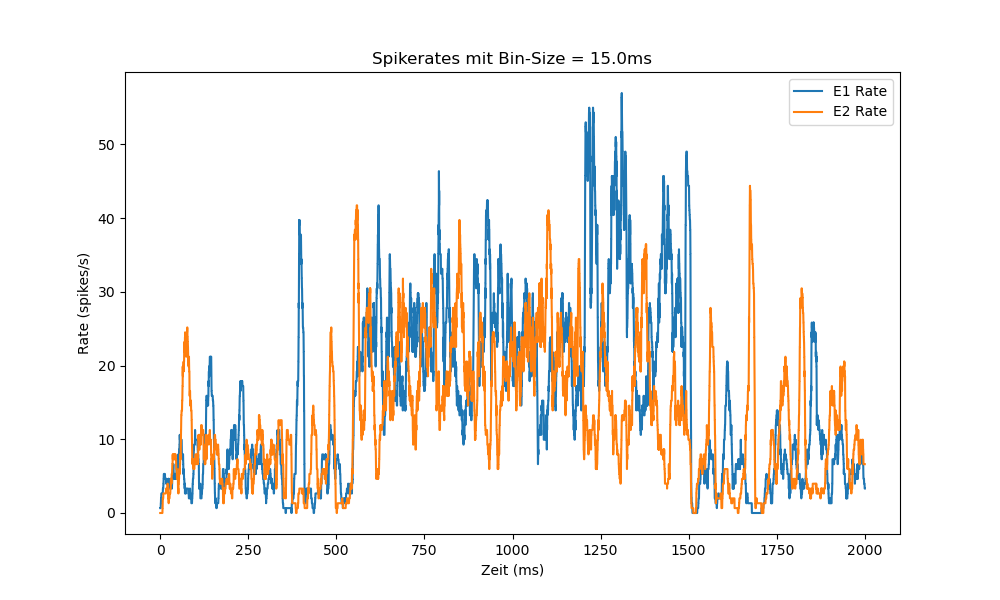 Spikerates mit Bin-Size = 15.0ms
E1 Rate
E2 Rate
Rate (spikes/s)
50
40
30
20
10
0
0 250 500 750 1000 1250 1500 1750 2000
Zeit (ms)